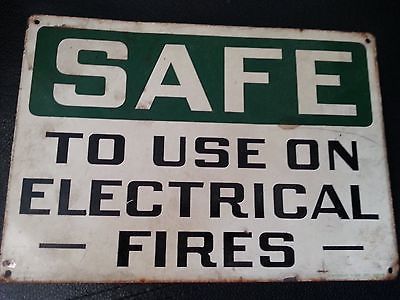 SAFE
TO USE ON
ELECTRICAL
— FIRES —